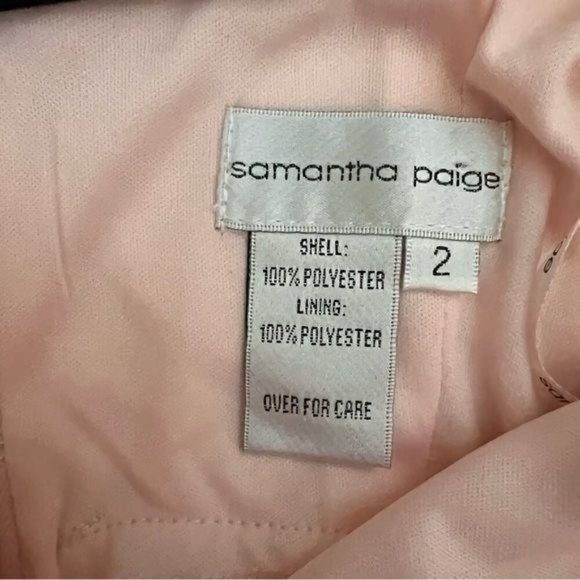 samantha paige
2
SHELL:
100% POLYESTER
LINING:
100% POLYESTER
OVER FOR CARE